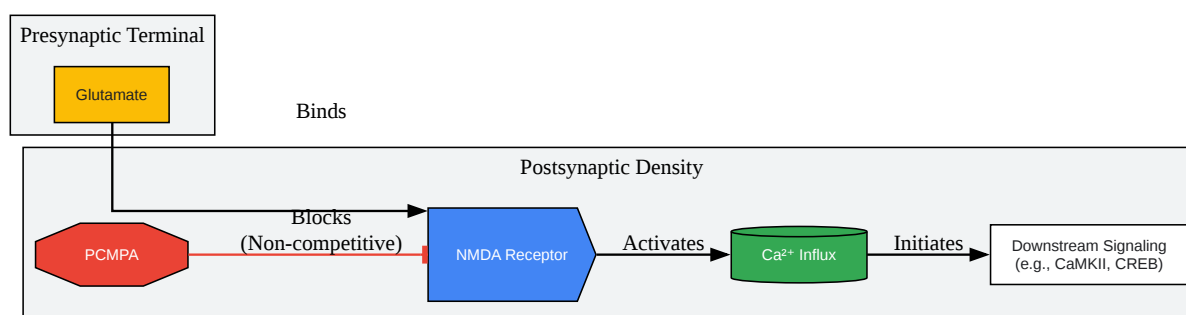 Presynaptic Terminal
Glutamate
Binds
Postsynaptic Density
Blocks
(Non-competitive)
PCMPA
NMDA Receptor
Activates
Ca²⁺ Influx
Initiates
Downstream Signaling
(e.g., CaMKII, CREB)